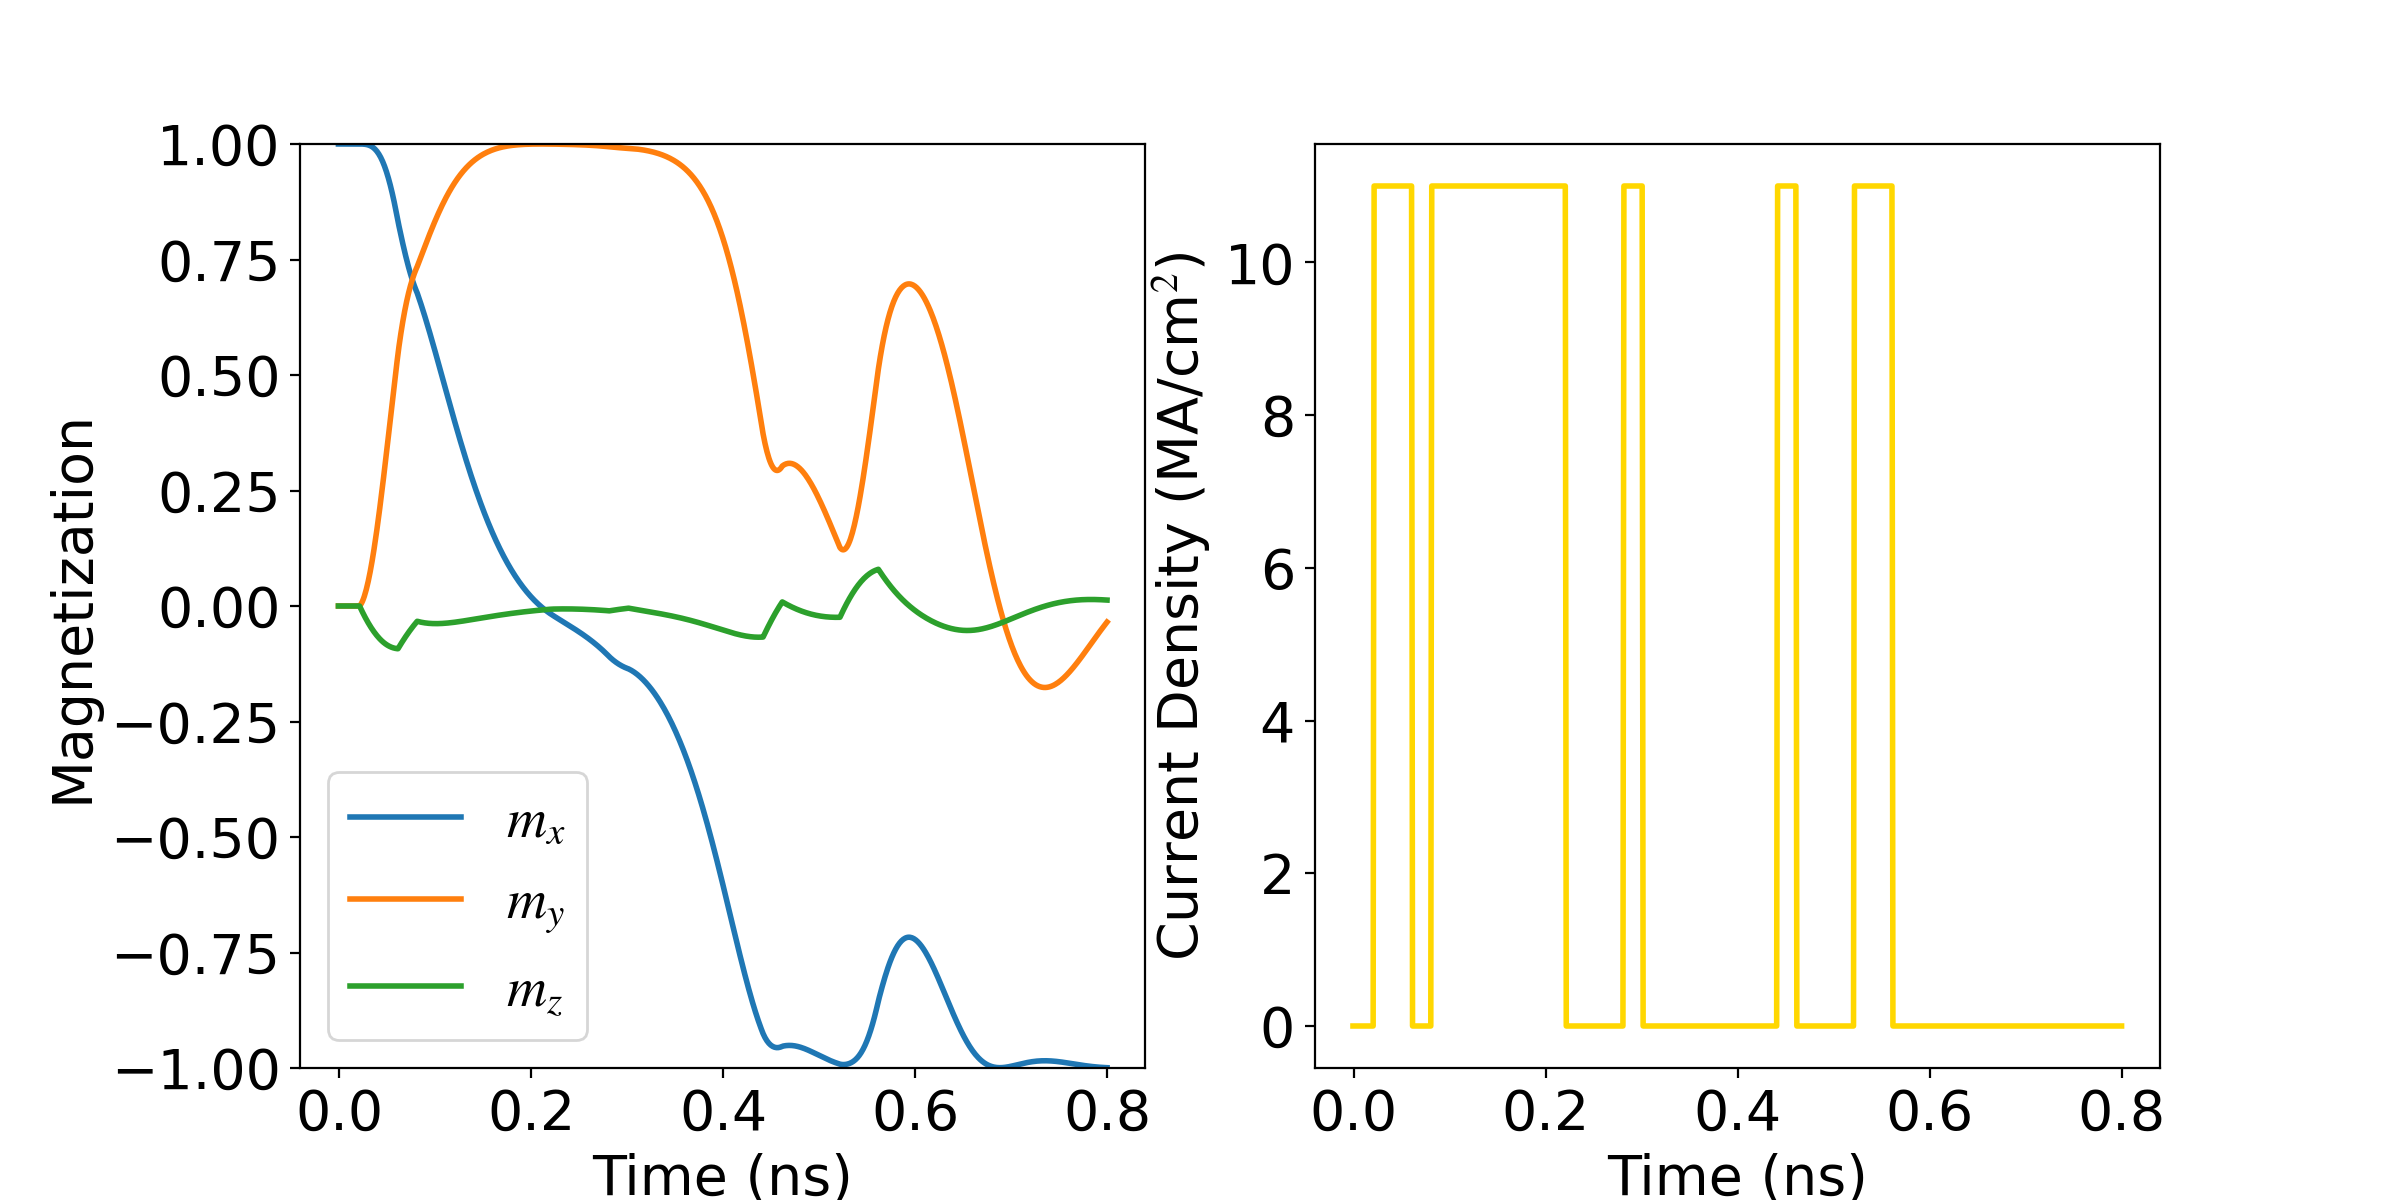 1.00
0.75
0.50
0.25
0.00
−0.25
−0.50
−0.75
−1.00
Magnetization
m_x
m_y
m_z
0.0 0.2 0.4 0.6 0.8
Time (ns)
Current Density (MA/cm²)
10
8
6
4
2
0
0.0 0.2 0.4 0.6 0.8
Time (ns)